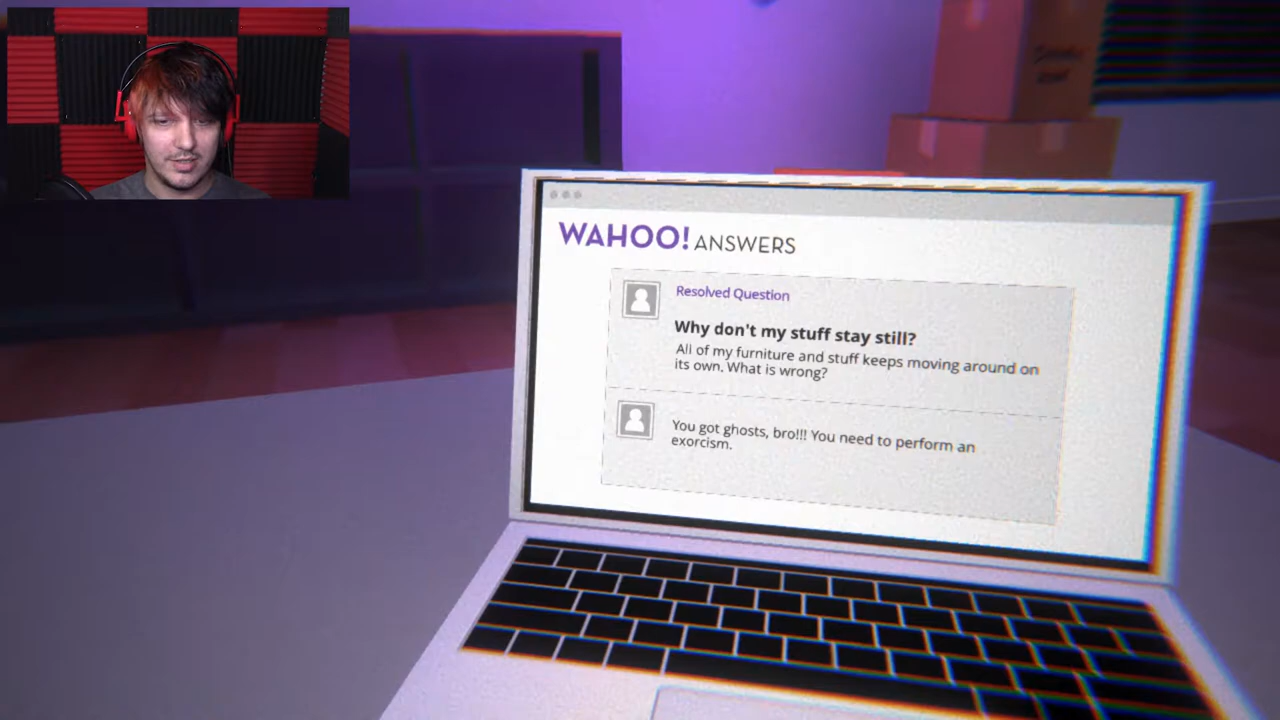 WAHOO! ANSWERS
Resolved Question
Why don't my stuff stay still?
All of my furniture and stuff keeps moving around on
its own. What is wrong?
You got ghosts, bro!!! You need to perform an
exorcism.